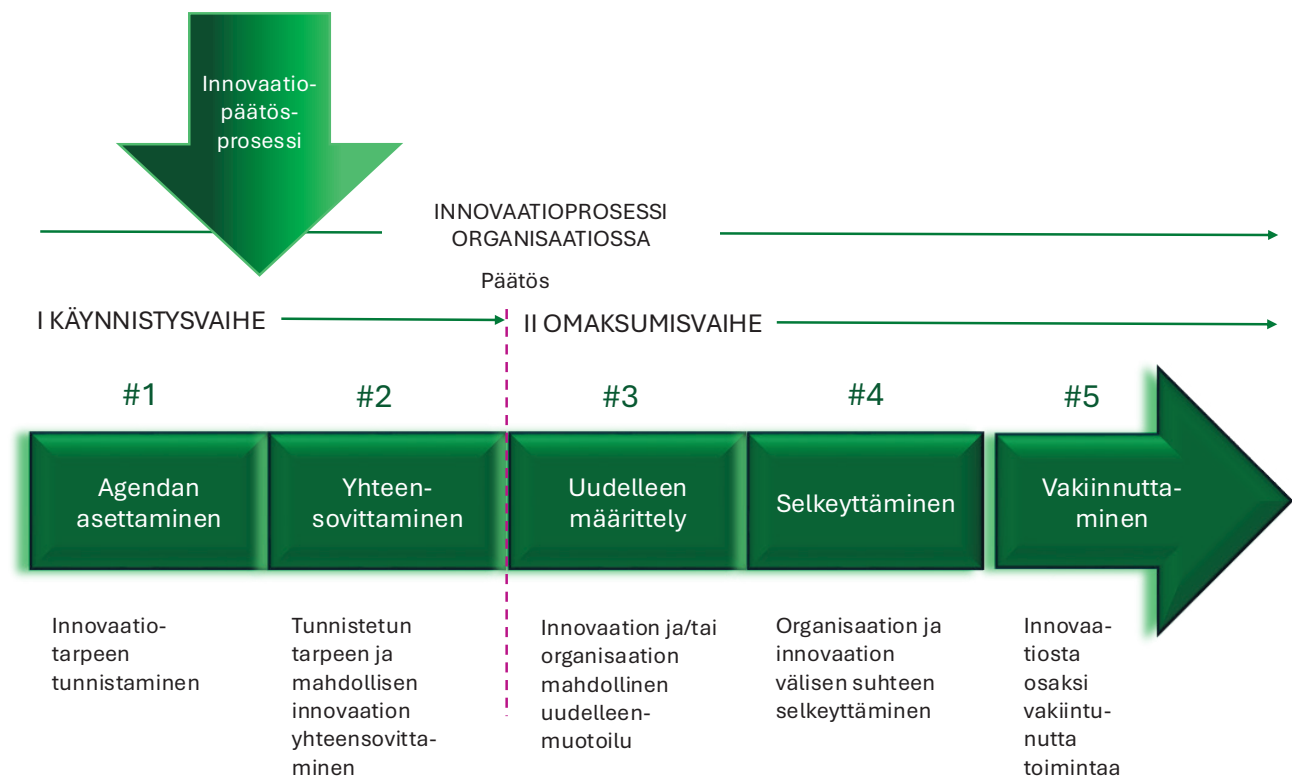 Innovaatio-
päätös-
prosessi
INNOVAATIOPROSESSI
ORGANISAATIOSSA
Päätös
I KÄYNNISTYSVAIHE
II OMAKSUMISVAIHE
#1
#2
#3
#4
#5
Agendan
asettaminen
Yhteen-
sovittaminen
Uudelleen
määrittely
Selkeyttäminen
Vakiinnutta-
minen
Innovaatio-
tarpeen
tunnistaminen
Tunnistetun
tarpeen ja
mahdollisen
innovaation
yhteensovitta-
minen
Innovaation ja/tai
organisaation
mahdollinen
uudelleen-
muotoilu
Organisaation ja
innovaation
välisen suhteen
selkeyttäminen
Innovaa-
tiosta
osaksi
vakiintu-
nutta
toimintaa